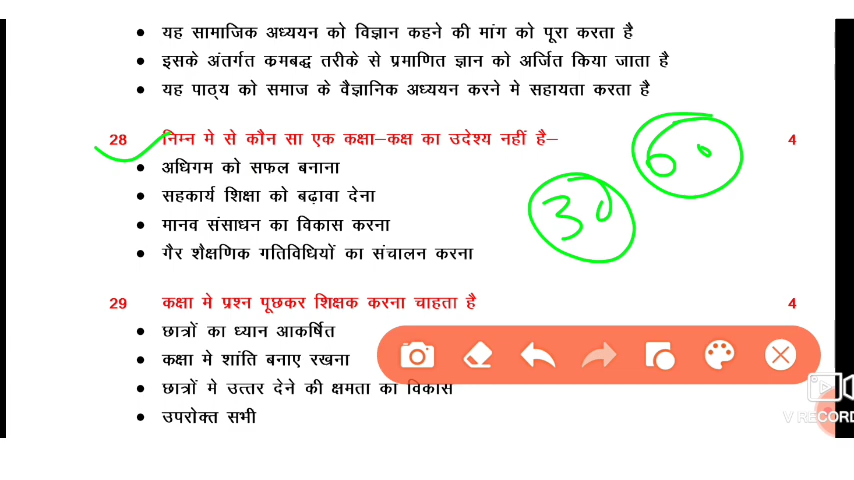 • यह सामाजिक अध्ययन को विज्ञान कहने की मांग को पूरा करता है
• इसके अंतर्गत कमबद्ध तरीके से प्रमाणित ज्ञान को अर्जित किया जाता है
• यह पाठ्य को समाज के वैज्ञानिक अध्ययन करने मे सहायता करता है
28 निम्न मे से कौन सा एक कक्षा–कक्ष का उदेश्य नहीं है– 4
60
• अधिगम को सफल बनाना
• सहकार्य शिक्षा को बढ़ावा देना
30
• मानव संसाधन का विकास करना
• गैर शैक्षणिक गतिविधियों का संचालन करना
29 कक्षा मे प्रश्न पूछकर शिक्षक करना चाहता है 4
• छात्रों का ध्यान आकर्षित
• कक्षा मे शांति बनाए रखना
• छात्रों मे उत्तर देने की क्षमता का विकास
• उपरोक्त सभी
V RECORD